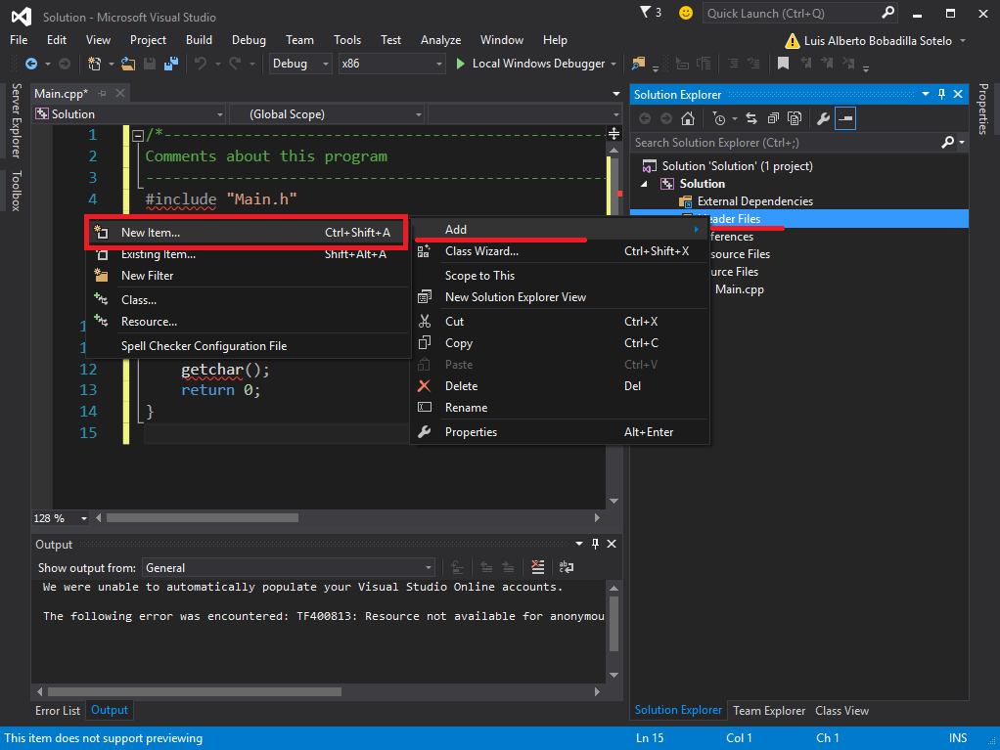 Solution - Microsoft Visual Studio
3
Quick Launch (Ctrl+Q)
File Edit View Project Build Debug Team Tools Test Analyze Window Help
Luis Alberto Bobadilla Sotelo
Debug x86 Local Windows Debugger
Server Explorer
Toolbox
Main.cpp*
Solution (Global Scope)
1 /*--------------------------------------------------
2 Comments about this program
3 --------------------------------------------------
4 #include "Main.h"
New Item... Ctrl+Shift+A
Existing Item... Shift+Alt+A
New Filter
Class...
Resource...
Spell Checker Configuration File
Add
Class Wizard... Ctrl+Shift+X
Scope to This
New Solution Explorer View
Cut Ctrl+X
Copy Ctrl+C
Paste Ctrl+V
Delete Del
Rename
Properties Alt+Enter
1
1
12 getchar();
13 return 0;
14 }
15
128 %
Output
Show output from: General
We were unable to automatically populate your Visual Studio Online accounts.
The following error was encountered: TF400813: Resource not available for anonymou
Error List Output
Solution Explorer
Search Solution Explorer (Ctrl+;)
Solution 'Solution' (1 project)
Solution
External Dependencies
eader Files
ferences
source Files
urce Files
Main.cpp
Solution Explorer Team Explorer Class View
Properties
This item does not support previewing Ln 15 Col 1 Ch 1 INS